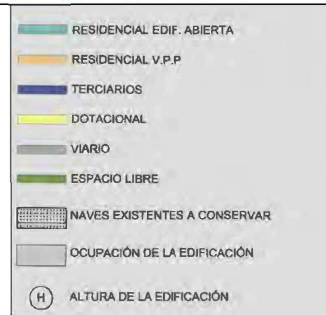 RESIDENCIAL EDIF. ABIERTA
RESIDENCIAL V.P.P
TERCIARIOS
DOTACIONAL
VIARIO
ESPACIO LIBRE
NAVES EXISTENTES A CONSERVAR
OCUPACIÓN DE LA EDIFICACIÓN
H ALTURA DE LA EDIFICACIÓN